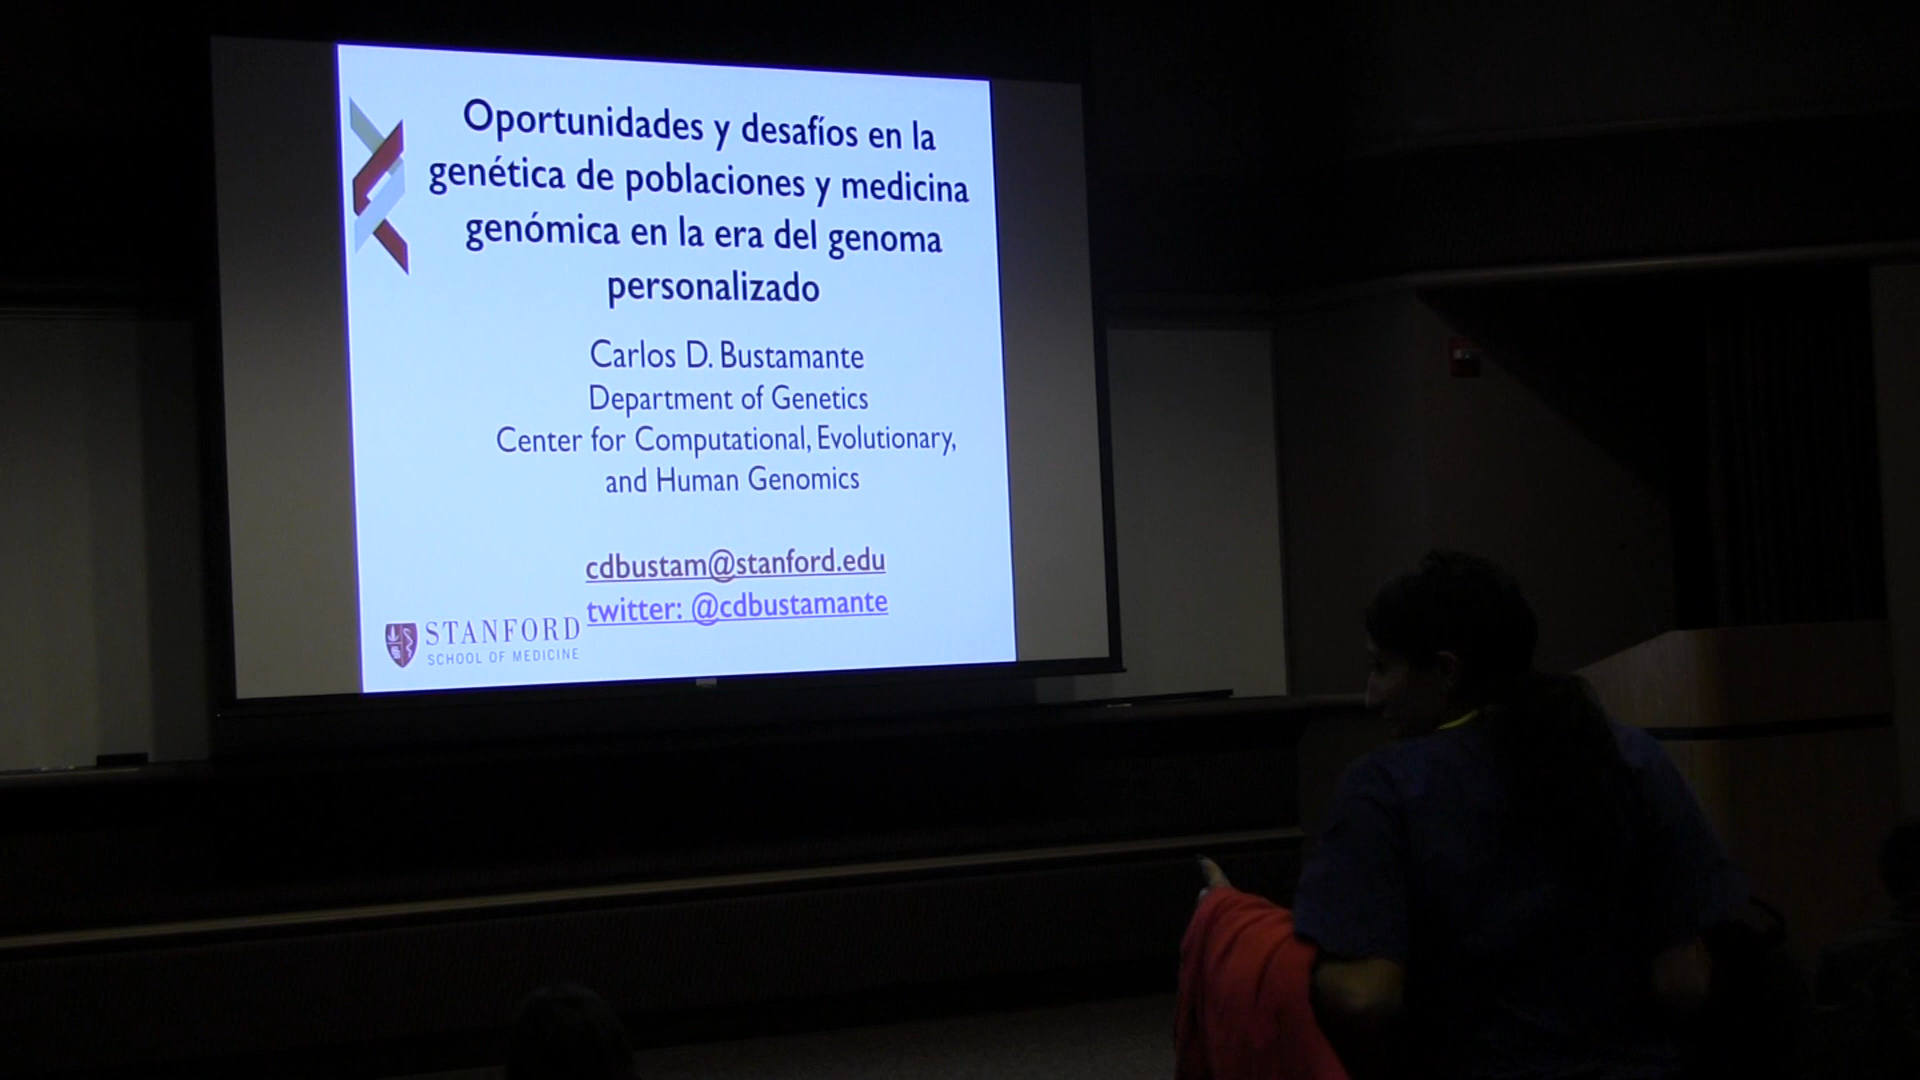 Oportunidades y desafíos en la
genética de poblaciones y medicina
genómica en la era del genoma
personalizado
Carlos D. Bustamante
Department of Genetics
Center for Computational, Evolutionary,
and Human Genomics
cdbustam@stanford.edu
twitter: @cdbustamante
STANFORD
SCHOOL OF MEDICINE